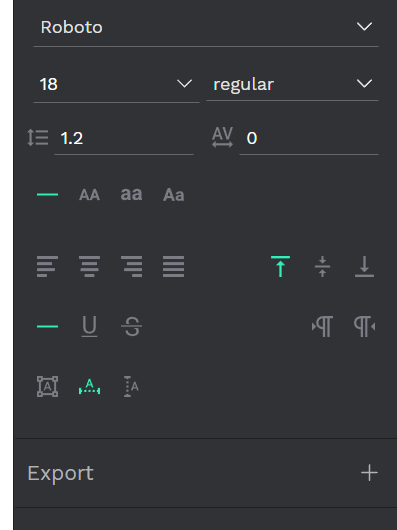 Roboto
18 regular
1.2 AV 0
AA aa Aa
U S
A A A
Export